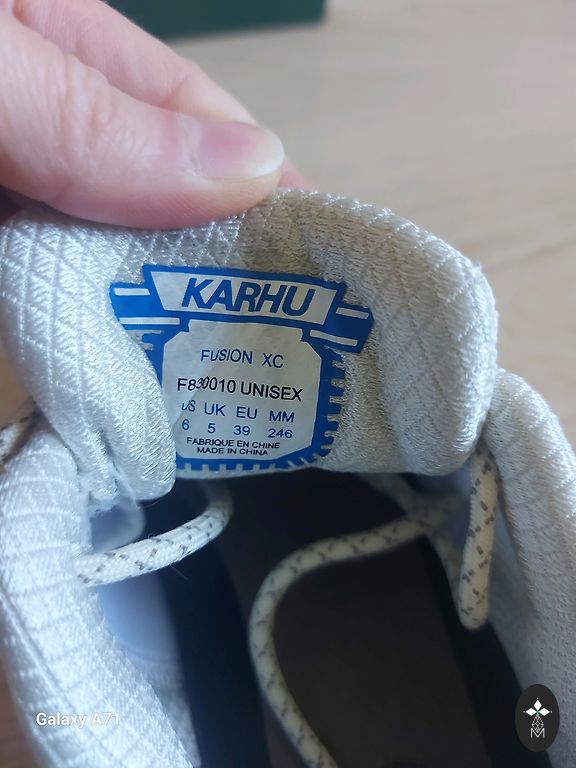 KARHU
FUSION XC
F830010 UNISEX
US UK EU MM
6 5 39 246
FABRIQUE EN CHINE
MADE IN CHINA
Galaxy A71
M